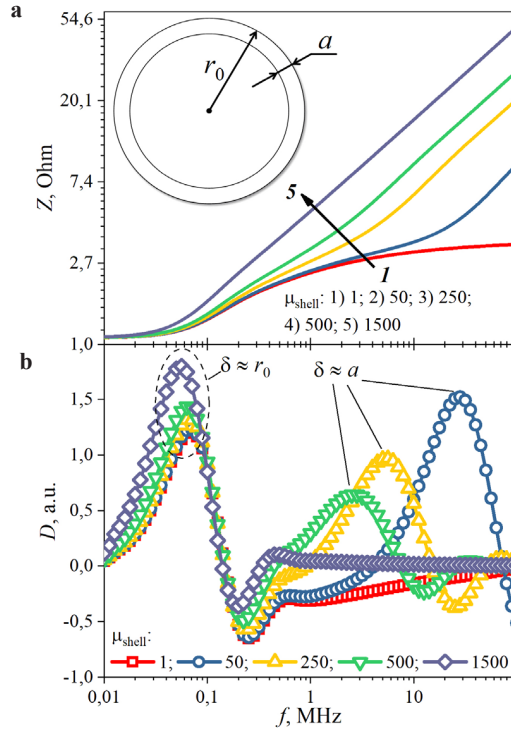 a
54,6
20,1
7,4
2,7
1,0
Z, Ohm
r0
a
5
1
μshell: 1) 1; 2) 50; 3) 250;
4) 500; 5) 1500
b
1,5
1,0
0,5
0,0
-0,5
-1,0
D, a.u.
δ ≈ r0
δ ≈ a
μshell:
1; 50; 250; 500; 1500
0,01 0,1 1 10
f, MHz